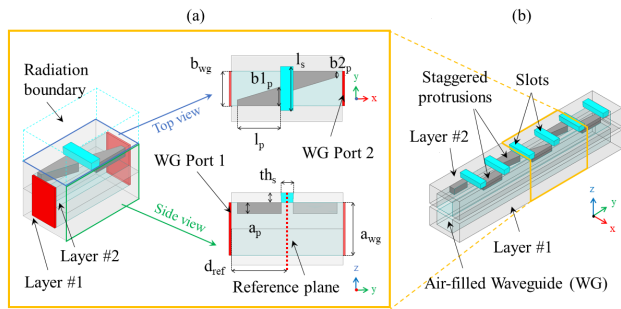 (a)
(b)
Radiation
boundary
Top view
Side view
Layer #2
Layer #1
b_wg
b1_p
l_s
b2_p
y
x
l_p
WG Port 2
WG Port 1
th_s
a_p
a_wg
d_ref
Reference plane
z
y
Staggered
protrusions
Slots
Layer #2
Layer #1
z
y
x
Air-filled Waveguide (WG)